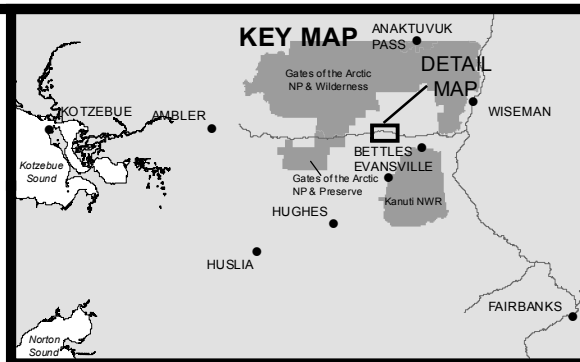 KEY MAP
ANAKTUVUK
PASS
DETAIL
MAP
Gates of the Arctic
NP & Wilderness
WISEMAN
KOTZEBUE
AMBLER
Kotzebue
Sound
BETTLES
EVANSVILLE
Gates of the Arctic
NP & Preserve
Kanuti NWR
HUGHES
HUSLIA
FAIRBANKS
Norton
Sound